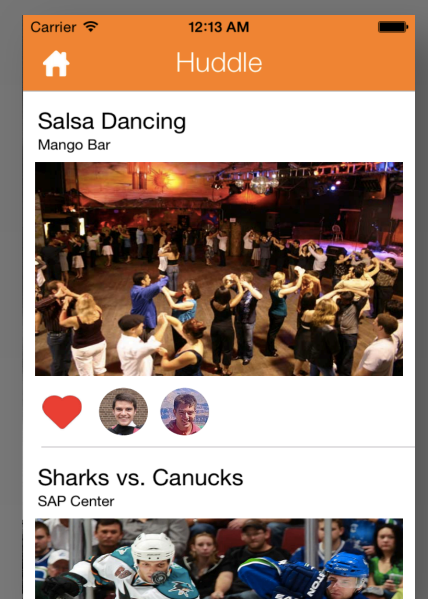 Carrier 12:13 AM
Huddle
Salsa Dancing
Mango Bar
Sharks vs. Canucks
SAP Center